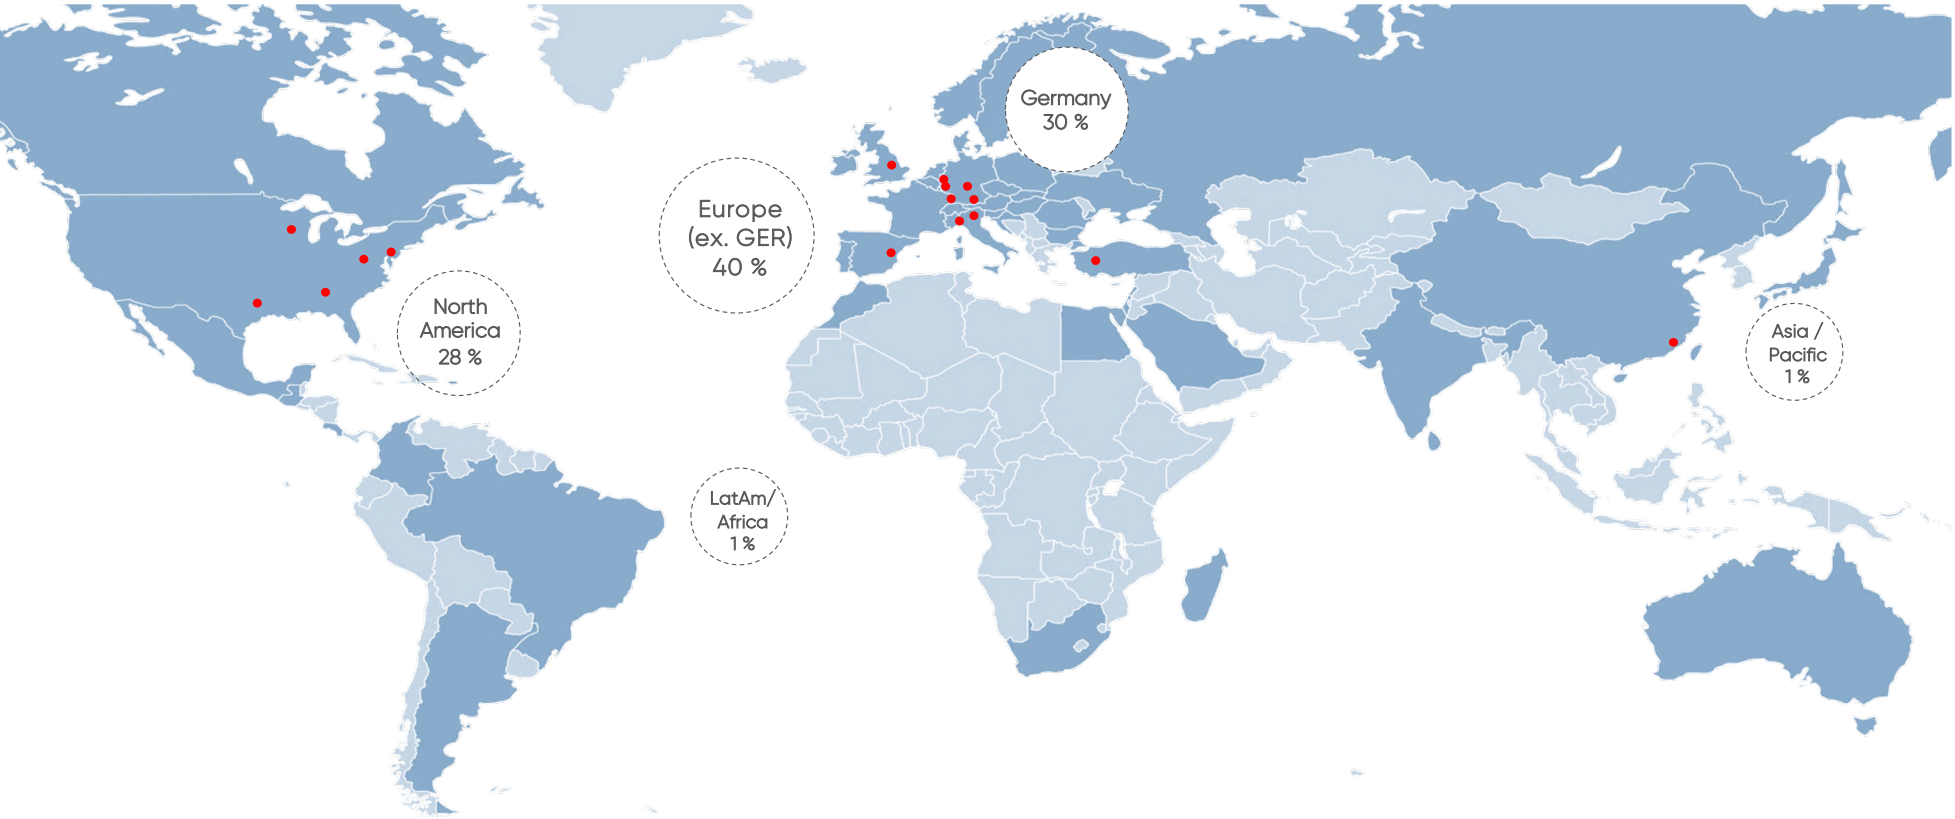 Germany
30 %
Europe
(ex. GER)
40 %
North
America
28 %
Asia /
Pacific
1 %
LatAm/
Africa
1 %